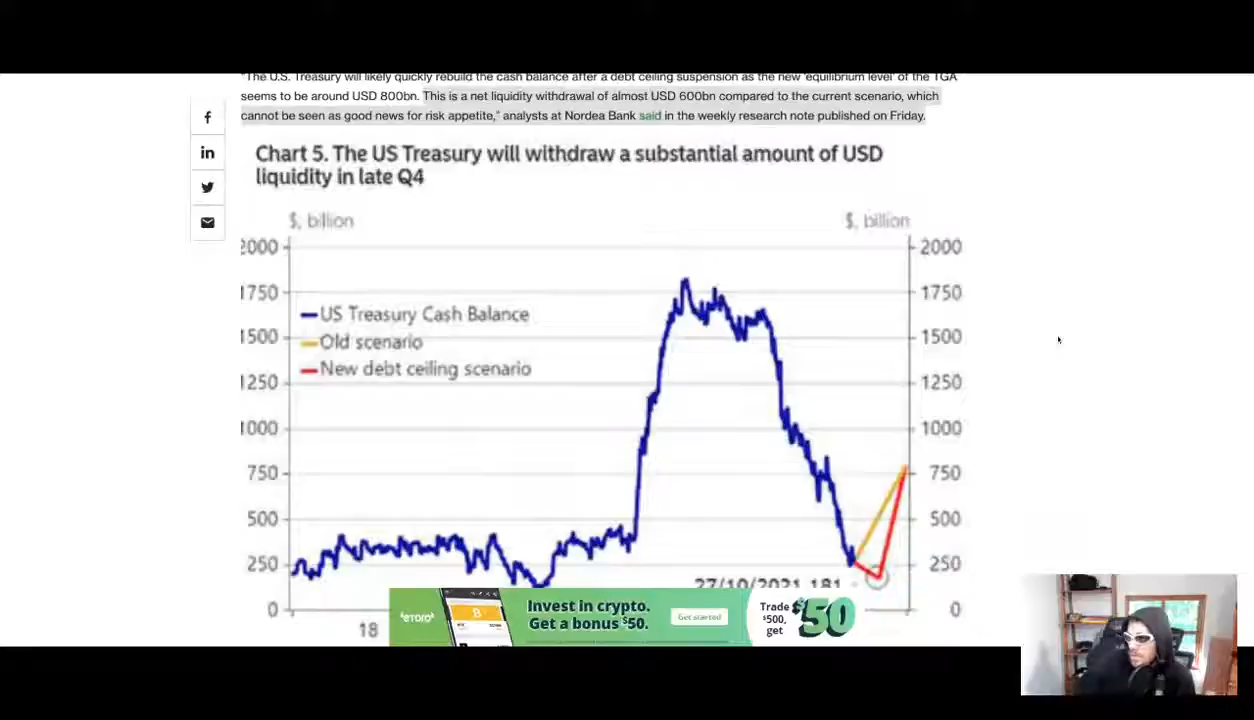 "The U.S. Treasury will likely quickly rebuild the cash balance after a debt ceiling suspension as the new 'equilibrium level' of the TGA
seems to be around USD 800bn. This is a net liquidity withdrawal of almost USD 600bn compared to the current scenario, which
cannot be seen as good news for risk appetite," analysts at Nordea Bank said in the weekly research note published on Friday.
Chart 5. The US Treasury will withdraw a substantial amount of USD
liquidity in late Q4
$, billion $, billion
2000 2000
1750 1750
US Treasury Cash Balance
1500 1500
Old scenario
New debt ceiling scenario
1250 1250
1000 1000
750 750
500 500
250 250
27/10/2021, 181
0 0
18
eToro
Invest in crypto.
Get a bonus $50.
Get started
Trade
$500,
get
$50